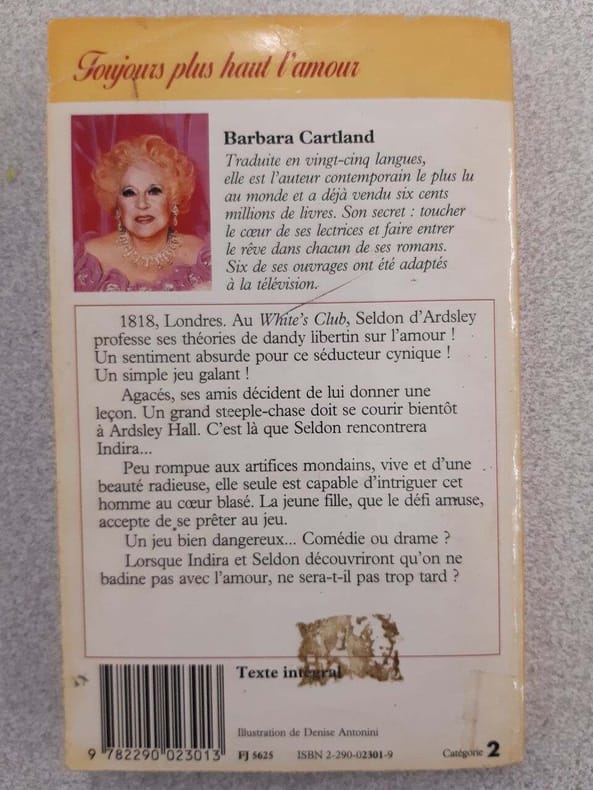 Toujours plus haut l'amour
Barbara Cartland
Traduite en vingt-cinq langues,
elle est l'auteur contemporain le plus lu
au monde et a déjà vendu six cents
millions de livres. Son secret : toucher
le cœur de ses lectrices et faire entrer
le rêve dans chacun de ses romans.
Six de ses ouvrages ont été adaptés
à la télévision.
1818, Londres. Au White's Club, Seldon d'Ardsley
professe ses théories de dandy libertin sur l'amour !
Un sentiment absurde pour ce séducteur cynique !
Un simple jeu galant !
Agacés, ses amis décident de lui donner une
leçon. Un grand steeple-chase doit se courir bientôt
à Ardsley Hall. C'est là que Seldon rencontrera
Indira...
Peu rompue aux artifices mondains, vive et d'une
beauté radieuse, elle seule est capable d'intriguer cet
homme au cœur blasé. La jeune fille, que le défi amuse,
accepte de se prêter au jeu.
Un jeu bien dangereux... Comédie ou drame ?
Lorsque Indira et Seldon découvriront qu'on ne
badine pas avec l'amour, ne sera-t-il pas trop tard ?
Texte intégral
Illustration de Denise Antonini
9 782290 023013 FJ 5625 ISBN 2-290-02301-9 Catégorie 2